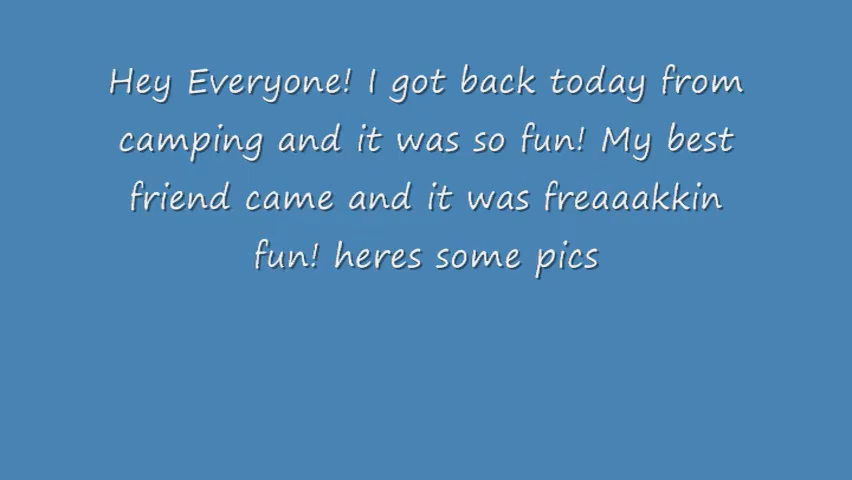 Hey Everyone! I got back today from
camping and it was so fun! My best
friend came and it was freaaakkin
fun! heres some pics